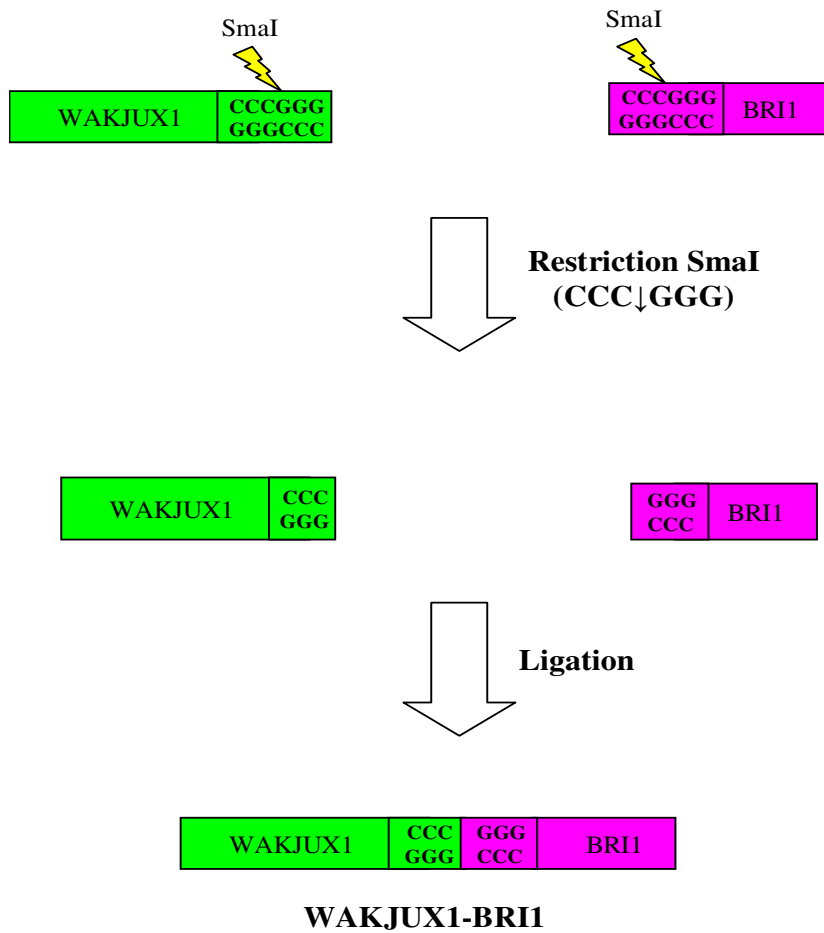 SmaI
SmaI
WAKJUX1
CCCGGG
GGGCCC
CCCGGG
GGGCCC
BRI1
Restriction SmaI
(CCC↓GGG)
WAKJUX1
CCC
GGG
GGG
CCC
BRI1
Ligation
WAKJUX1
CCC
GGG
GGG
CCC
BRI1
WAKJUX1-BRI1